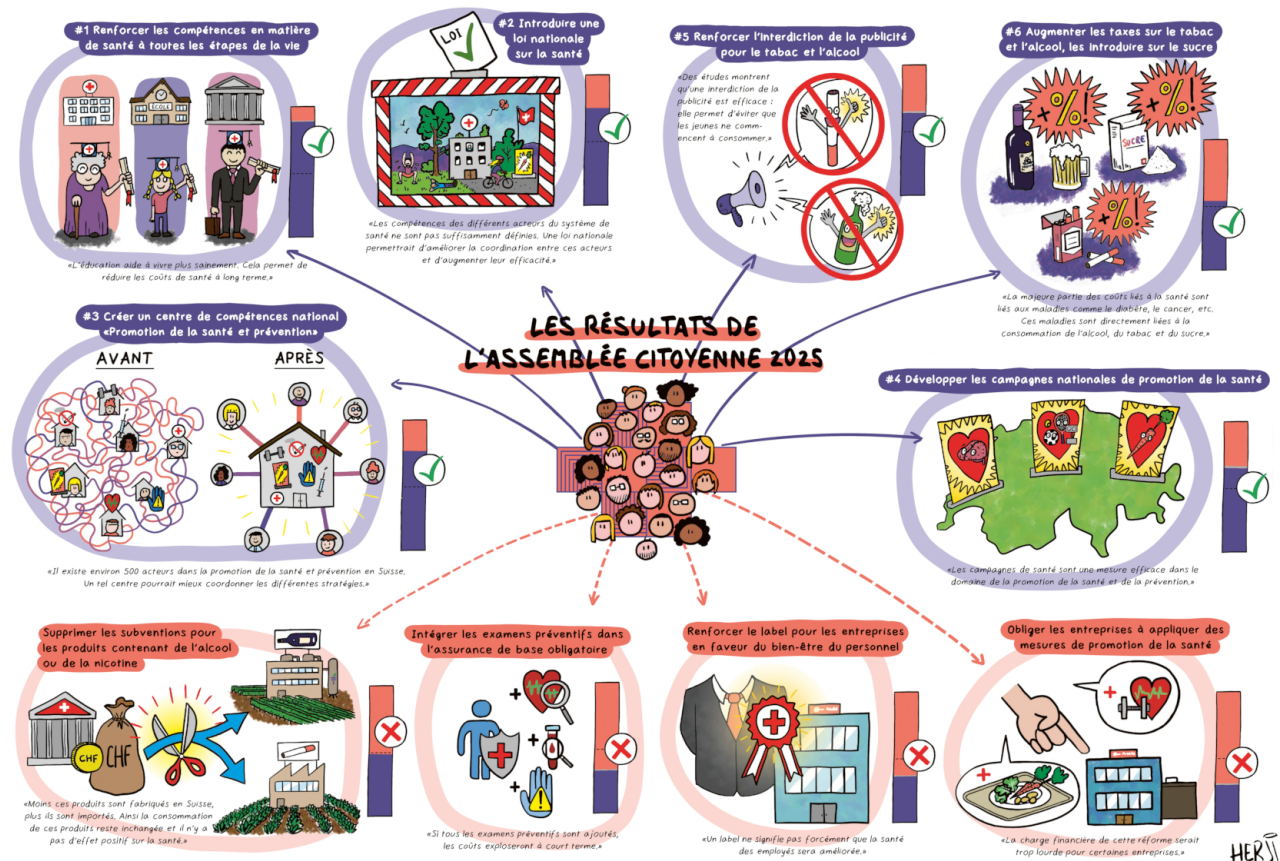 #1 Renforcer les compétences en matière
de santé à toutes les étapes de la vie
ÉCOLE
«L'éducation aide à vivre plus sainement. Cela permet de
réduire les coûts de santé à long terme.»
#2 Introduire une
loi nationale
sur la santé
LOI
«Les compétences des différents acteurs du système de
santé ne sont pas suffisamment définies. Une loi nationale
permettrait d'améliorer la coordination entre ces acteurs
et d'augmenter leur efficacité.»
#5 Renforcer l'interdiction de la publicité
pour le tabac et l'alcool
«Des études montrent
qu'une interdiction de la
publicité est efficace :
elle permet d'éviter que
les jeunes ne com-
mencent à consommer.»
#6 Augmenter les taxes sur le tabac
et l'alcool, les introduire sur le sucre
+%!
+%!
SUCRE
+%!
«La majeure partie des coûts liés à la santé sont
liés aux maladies comme le diabète, le cancer, etc.
Ces maladies sont directement liées à la
consommation de l'alcool, du tabac et du sucre.»
#3 Créer un centre de compétences national
«Promotion de la santé et prévention»
AVANT
APRÈS
«Il existe environ 500 acteurs dans la promotion de la santé et prévention en Suisse.
Un tel centre pourrait mieux coordonner les différentes stratégies.»
LES RÉSULTATS DE
L'ASSEMBLÉE CITOYENNE 2025
#4 Développer les campagnes nationales de promotion de la santé
«Les campagnes de santé sont une mesure efficace dans le
domaine de la promotion de la santé et de la prévention.»
Supprimer les subventions pour
les produits contenant de l'alcool
ou de la nicotine
CHF
CHF
«Moins ces produits sont fabriqués en Suisse,
plus ils sont importés. Ainsi la consommation
de ces produits reste inchangée et il n'y a
pas d'effet positif sur la santé.»
Intégrer les examens préventifs dans
l'assurance de base obligatoire
«Si tous les examens préventifs sont ajoutés,
les coûts exploseront à court terme.»
Renforcer le label pour les entreprises
en faveur du bien-être du personnel
«Un label ne signifie pas forcément que la santé
des employés sera améliorée.»
Obliger les entreprises à appliquer des
mesures de promotion de la santé
«La charge financière de cette réforme serait
trop lourde pour certaines entreprises.»
HERJI